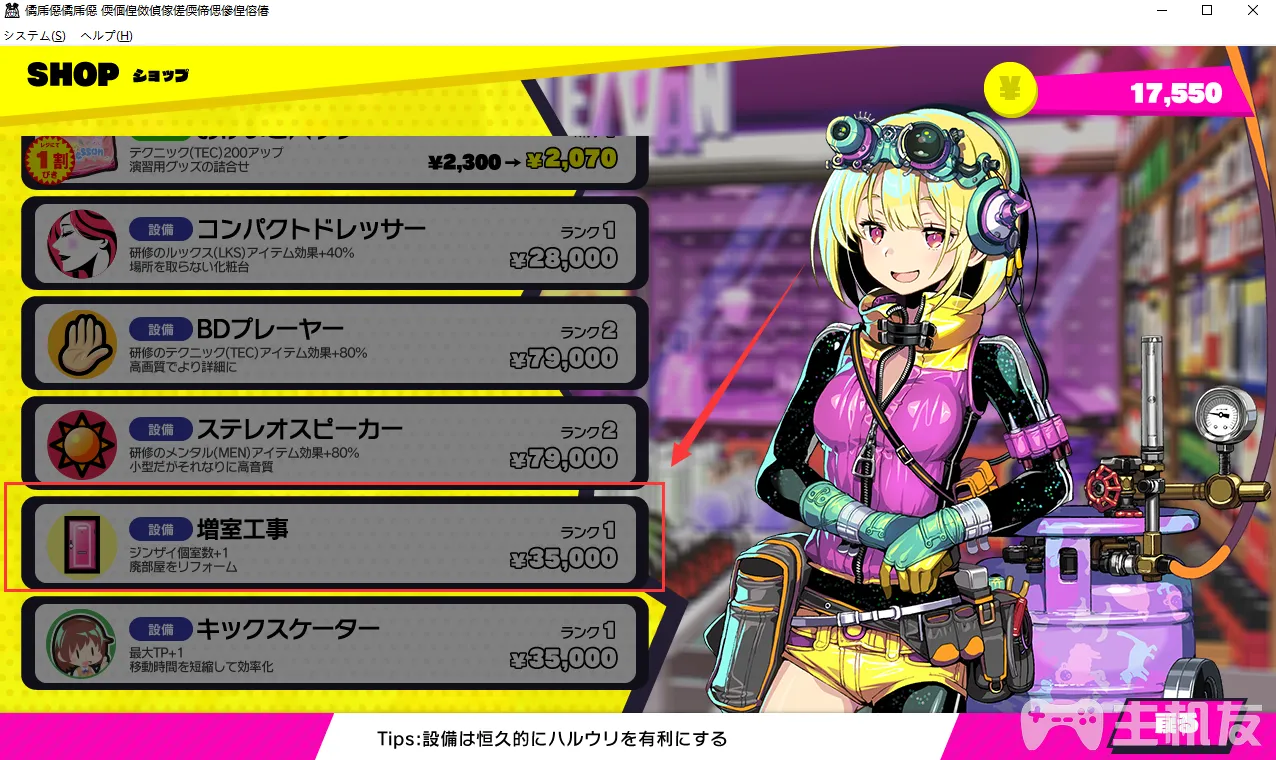 システム(S) ヘルプ(H)
SHOP ショップ
17,550
レジにて
1割
びき
テクニック(TEC)200アップ
演習用グッズの詰合せ
¥2,300→¥2,070
設備 コンパクトドレッサー
ランク1
研修のルックス(LKS)アイテム効果+40%
場所を取らない化粧台
¥28,000
設備 BDプレーヤー
ランク2
研修のテクニック(TEC)アイテム効果+80%
高画質でより詳細に
¥79,000
設備 ステレオスピーカー
ランク2
研修のメンタル(MEN)アイテム効果+80%
小型だがそれなりに高音質
¥79,000
設備 増室工事
ランク1
ジンザイ個室数+1
廃部屋をリフォーム
¥35,000
設備 キックスケーター
ランク1
最大TP+1
移動時間を短縮して効率化
¥35,000
Tips:設備は恒久的にハルウリを有利にする
主机友